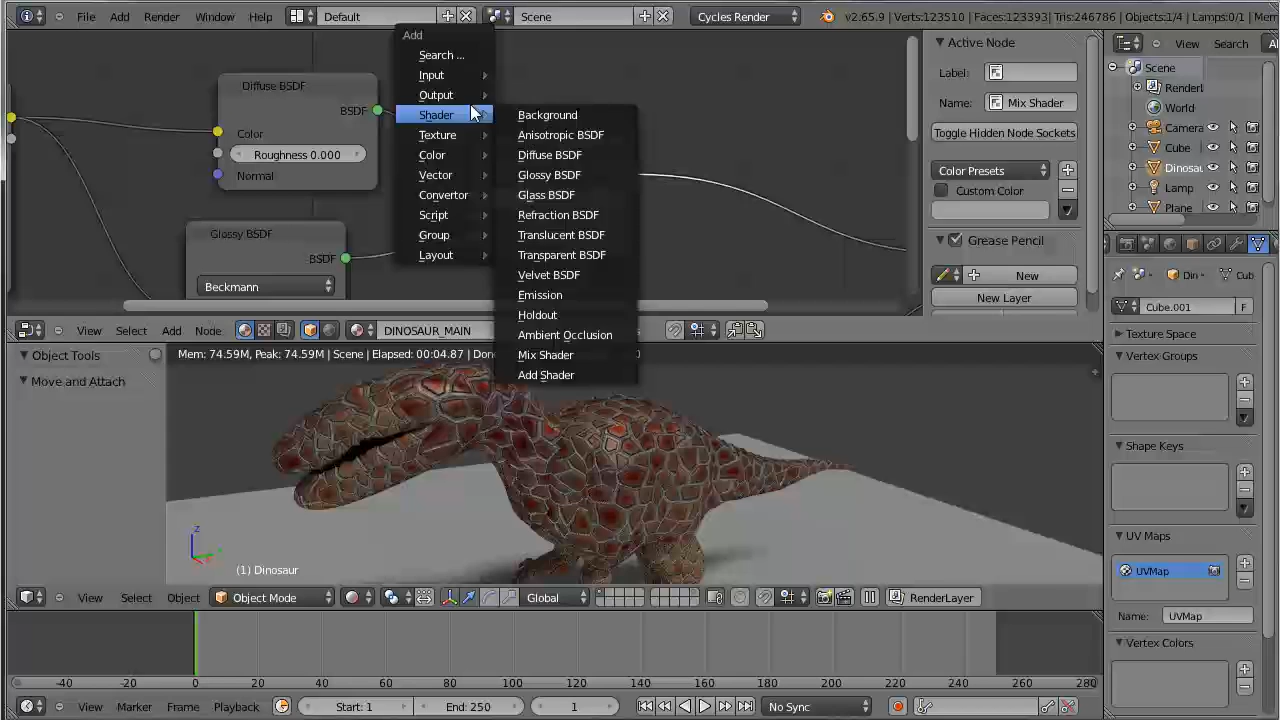 File Add Render Window Help Default Scene Cycles Render v2.65.9 | Verts:123510 | Faces:123393 | Tris:246786 | Objects:1/4 | Lamps:0/1 | Mem
Add
Search ...
Input
Output
Shader
Texture
Color
Vector
Convertor
Script
Group
Layout
Background
Anisotropic BSDF
Diffuse BSDF
Glossy BSDF
Glass BSDF
Refraction BSDF
Translucent BSDF
Transparent BSDF
Velvet BSDF
Emission
Holdout
Ambient Occlusion
Mix Shader
Add Shader
Diffuse BSDF
BSDF
Color
Roughness 0.000
Normal
Glossy BSDF
BSDF
Beckmann
Active Node
Label:
Name: Mix Shader
Toggle Hidden Node Sockets
Color Presets
Custom Color
Grease Pencil
New
New Layer
View Search Al
Scene
RenderL
World
Camera
Cube
Dinosau
Lamp
Plane
View Select Add Node DINOSAUR_MAIN
Object Tools
Move and Attach
Mem: 74.59M, Peak: 74.59M | Scene | Elapsed: 00:04.87 | Don
(1) Dinosaur
z
View Select Object Object Mode Global RenderLayer
Din Cub
Cube.001 F
Texture Space
Vertex Groups
Shape Keys
UV Maps
UVMap
Name: UVMap
Vertex Colors
-40 -20 0 20 40 60 80 100 120 140 160 180 200 220 240 260 280
View Marker Frame Playback Start: 1 End: 250 1 No Sync